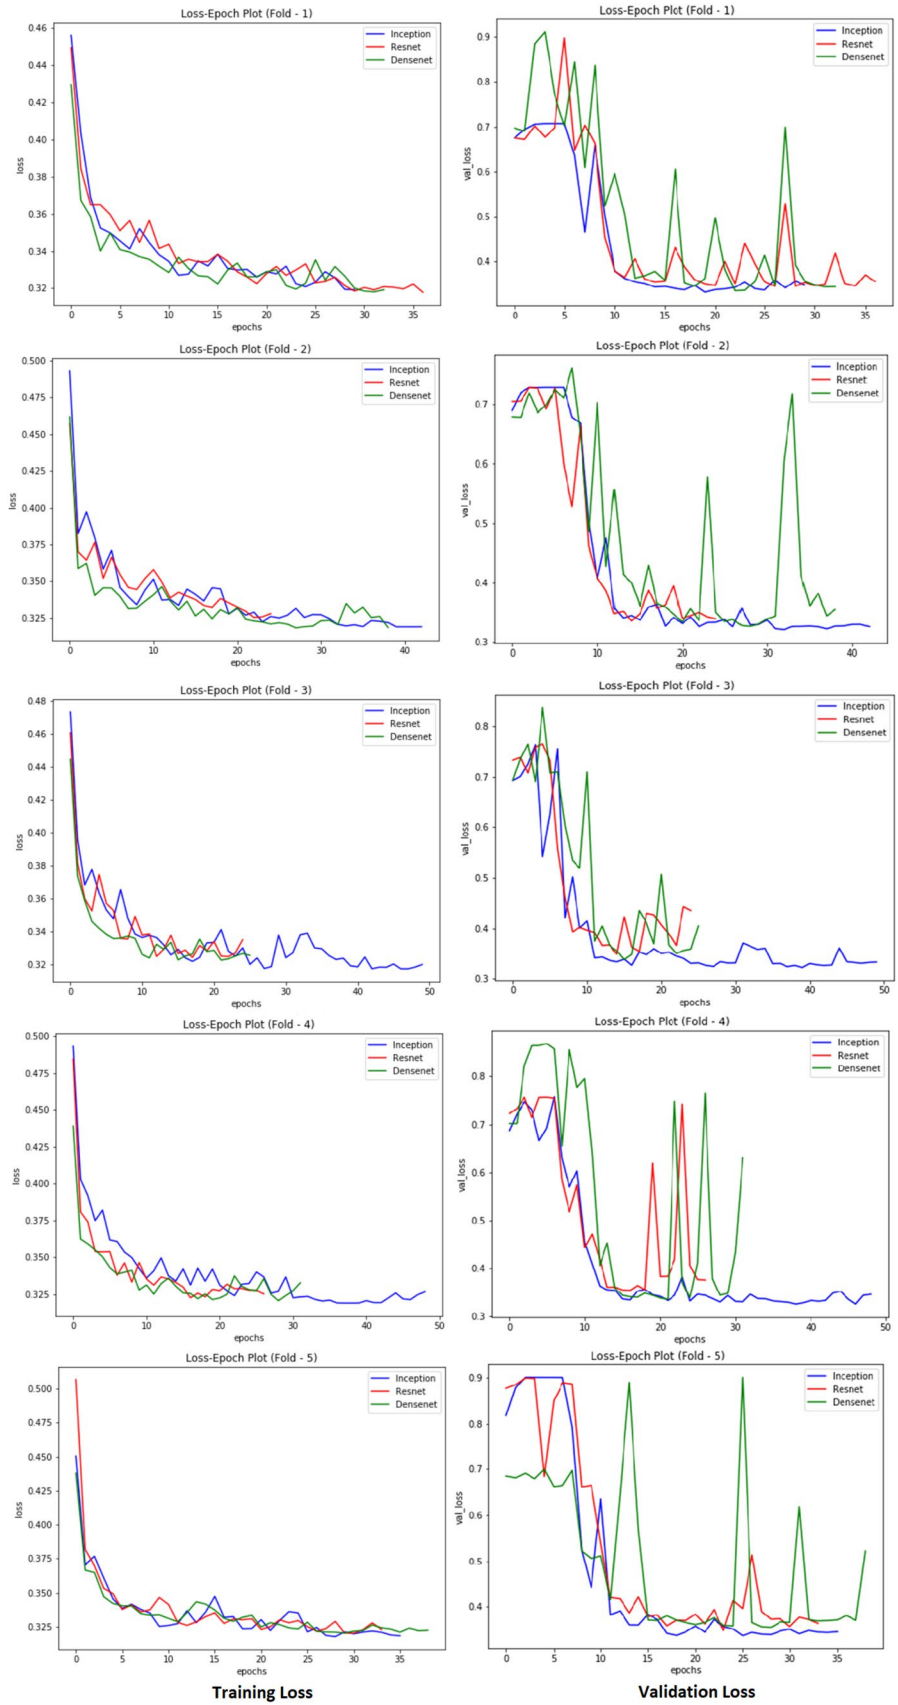 Loss-Epoch Plot (Fold - 1)
Inception
Resnet
Densenet
0.46
0.44
0.42
0.40
0.38
0.36
0.34
0.32
loss
0 5 10 15 20 25 30 35
epochs
Loss-Epoch Plot (Fold - 1)
Inception
Resnet
Densenet
0.9
0.8
0.7
0.6
0.5
0.4
val_loss
0 5 10 15 20 25 30 35
epochs
Loss-Epoch Plot (Fold - 2)
Inception
Resnet
Densenet
0.500
0.475
0.450
0.425
0.400
0.375
0.350
0.325
loss
0 10 20 30 40
epochs
Loss-Epoch Plot (Fold - 2)
Inception
Resnet
Densenet
0.7
0.6
0.5
0.4
0.3
val_loss
0 10 20 30 40
epochs
Loss-Epoch Plot (Fold - 3)
Inception
Resnet
Densenet
0.48
0.46
0.44
0.42
0.40
0.38
0.36
0.34
0.32
loss
0 10 20 30 40 50
epochs
Loss-Epoch Plot (Fold - 3)
Inception
Resnet
Densenet
0.8
0.7
0.6
0.5
0.4
0.3
val_loss
0 10 20 30 40 50
epochs
Loss-Epoch Plot (Fold - 4)
Inception
Resnet
Densenet
0.500
0.475
0.450
0.425
0.400
0.375
0.350
0.325
loss
0 10 20 30 40 50
epochs
Loss-Epoch Plot (Fold - 4)
Inception
Resnet
Densenet
0.8
0.7
0.6
0.5
0.4
0.3
val_loss
0 10 20 30 40 50
epochs
Loss-Epoch Plot (Fold - 5)
Inception
Resnet
Densenet
0.500
0.475
0.450
0.425
0.400
0.375
0.350
0.325
loss
0 5 10 15 20 25 30 35
epochs
Loss-Epoch Plot (Fold - 5)
Inception
Resnet
Densenet
0.9
0.8
0.7
0.6
0.5
0.4
val_loss
0 5 10 15 20 25 30 35
epochs
Training Loss
Validation Loss